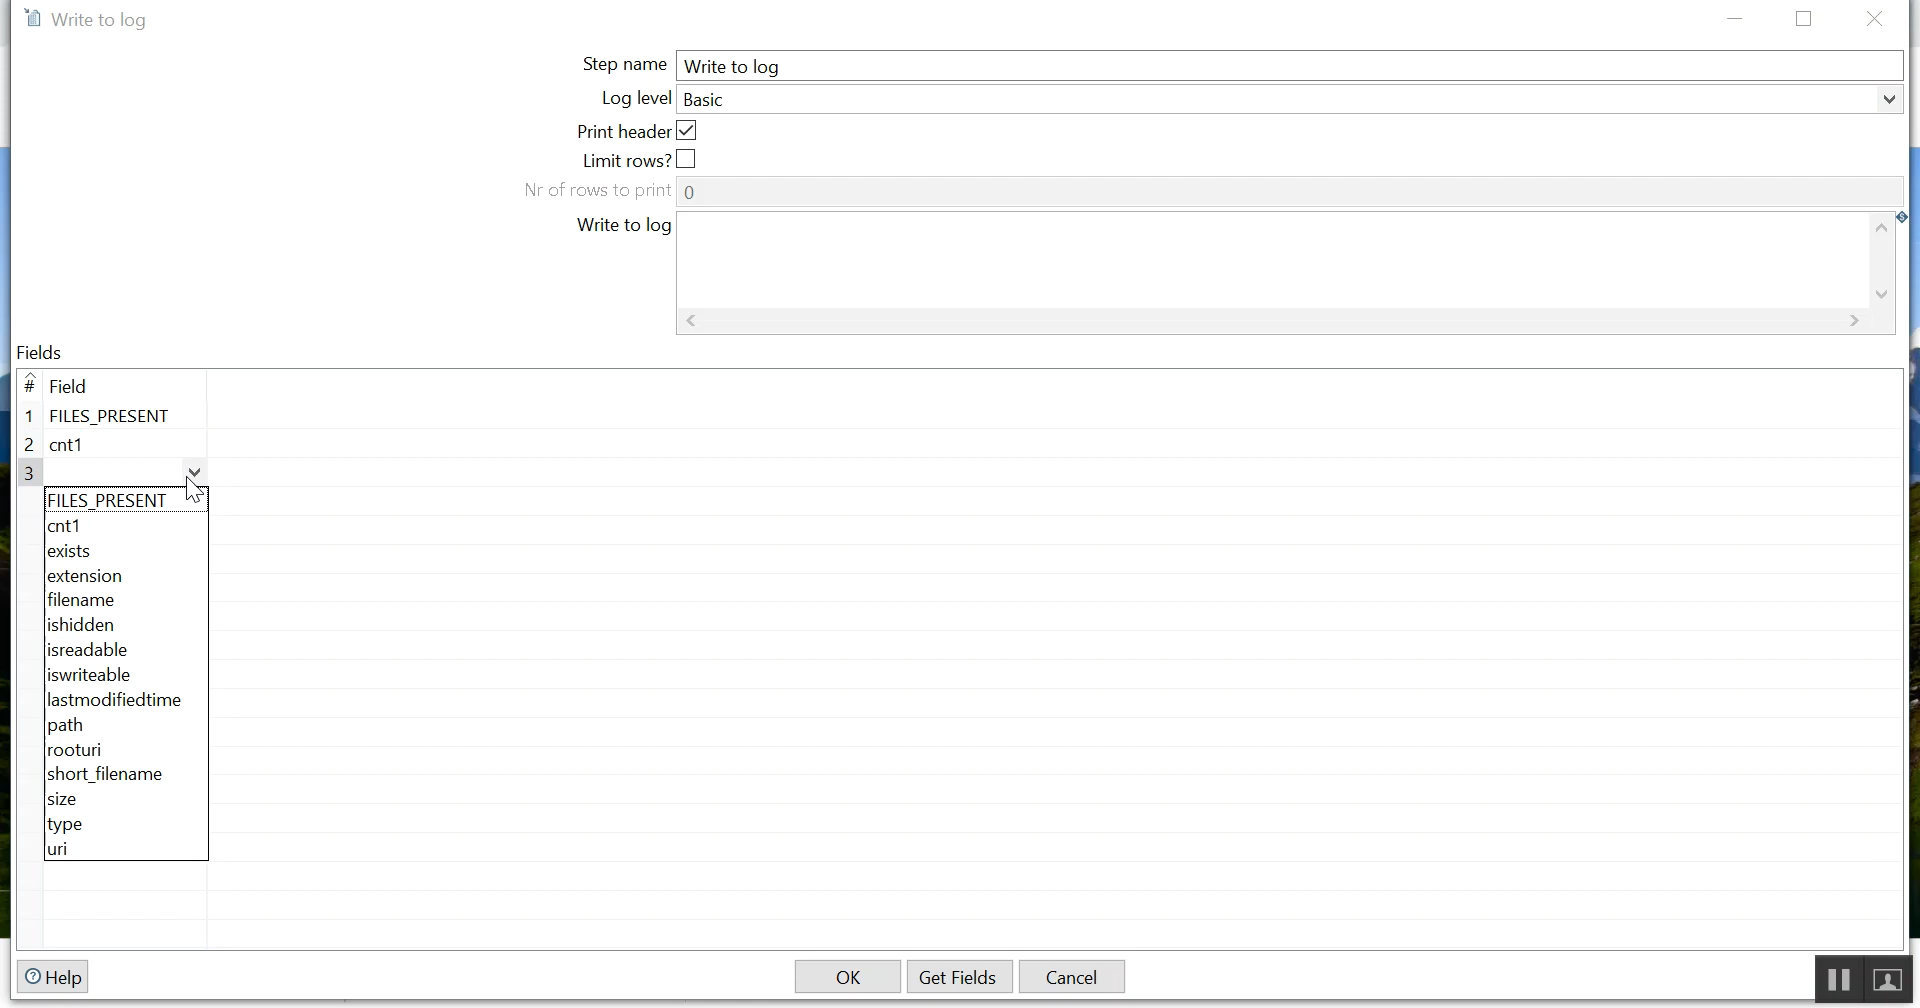 Write to log
Step name Write to log
Log level Basic
Print header
Limit rows?
Nr of rows to print 0
Write to log
Fields
# Field
1 FILES_PRESENT
2 cnt1
3
FILES_PRESENT
cnt1
exists
extension
filename
ishidden
isreadable
iswriteable
lastmodifiedtime
path
rooturi
short_filename
size
type
uri
Help OK Get Fields Cancel